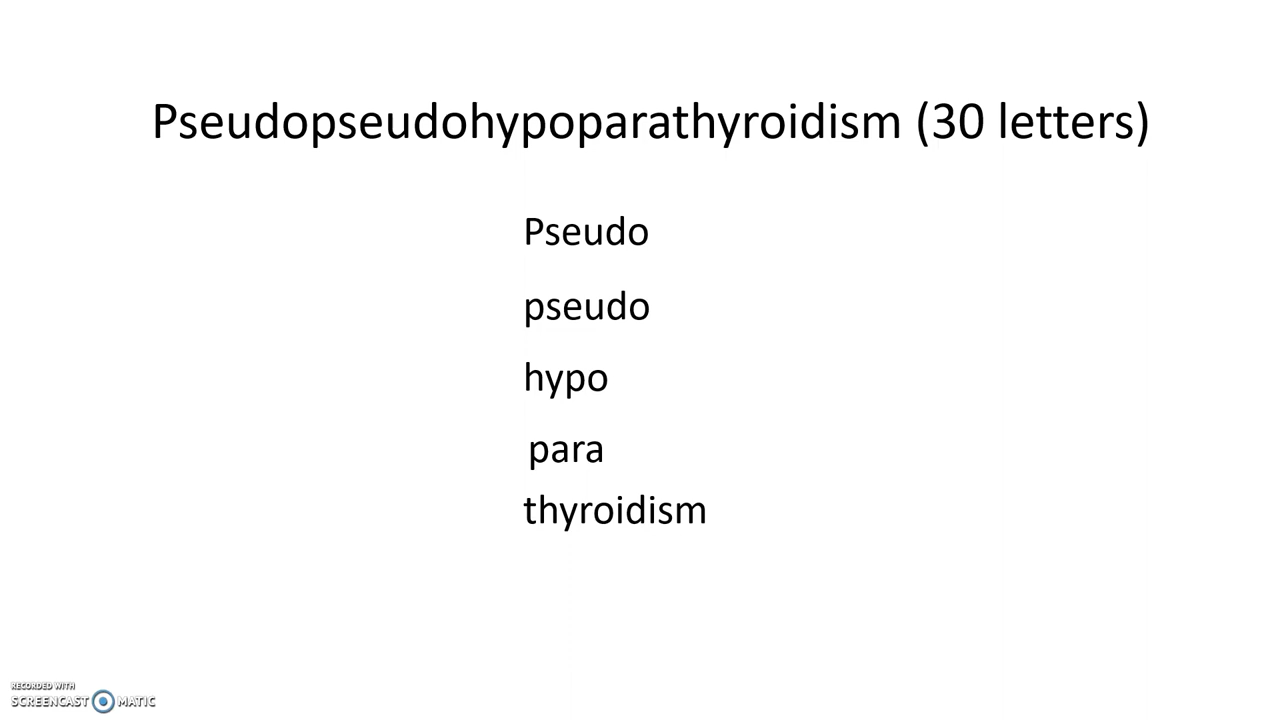 Pseudopseudohypoparathyroidism (30 letters)
Pseudo
pseudo
hypo
para
thyroidism
RECORDED WITH
SCREENCAST MATIC